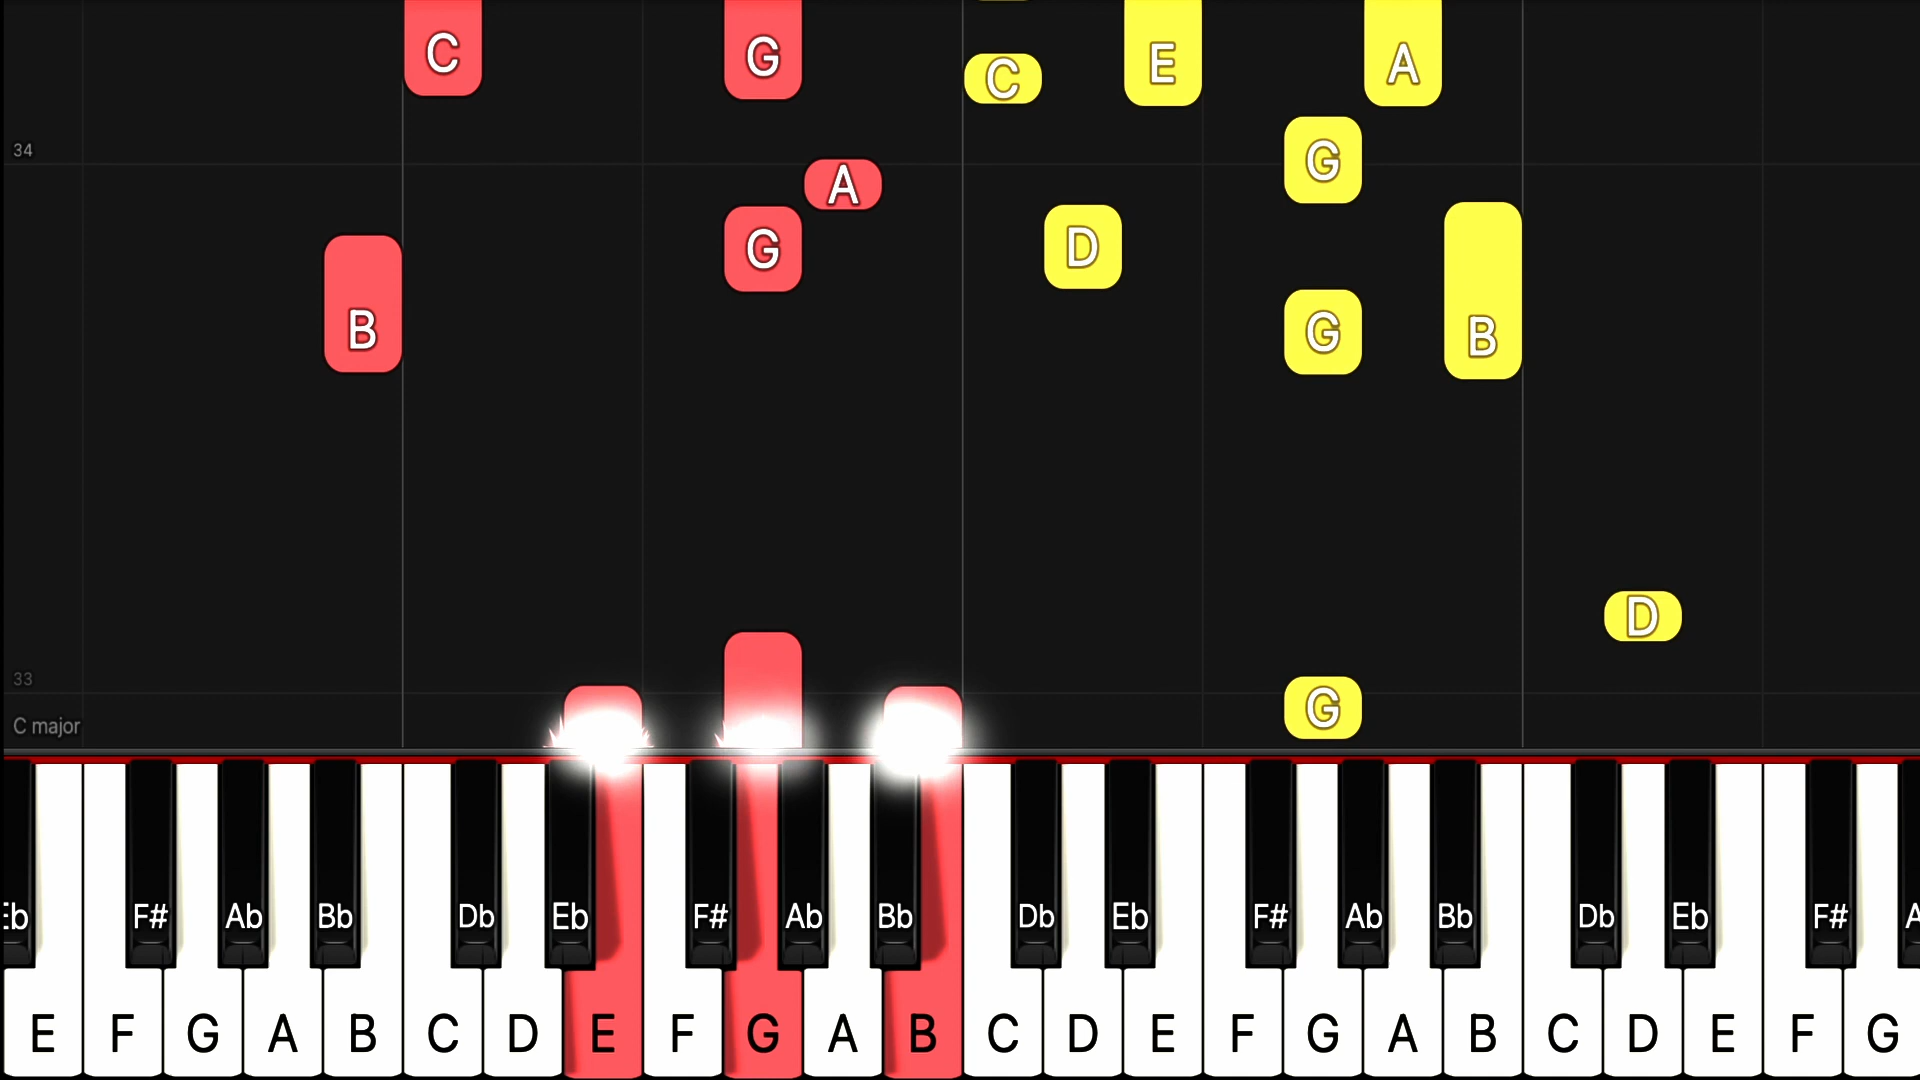 C G E A
C
34
G
A
G D
B G B
D
33
G
C major
Eb F# Ab Bb Db Eb F# Ab Bb Db Eb F# Ab Bb Db Eb F# A
E F G A B C D E F G A B C D E F G A B C D E F G